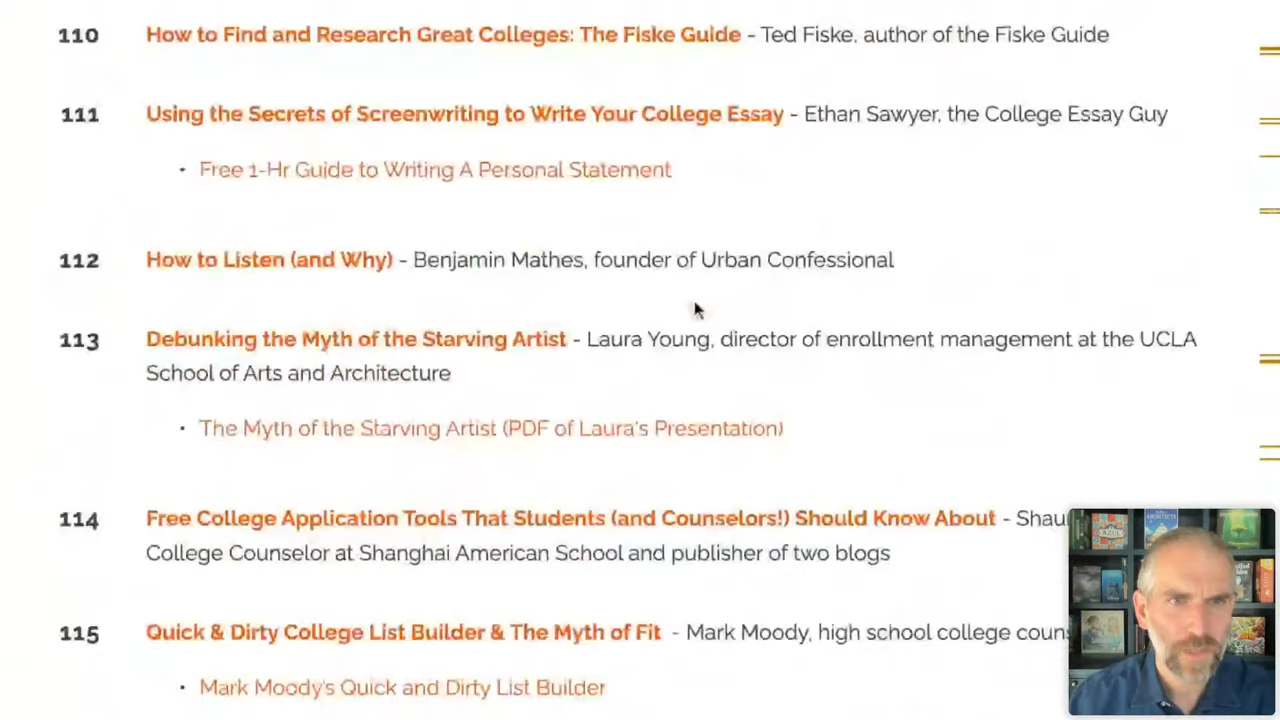 110 How to Find and Research Great Colleges: The Fiske Guide - Ted Fiske, author of the Fiske Guide
111 Using the Secrets of Screenwriting to Write Your College Essay - Ethan Sawyer, the College Essay Guy
• Free 1-Hr Guide to Writing A Personal Statement
112 How to Listen (and Why) - Benjamin Mathes, founder of Urban Confessional
113 Debunking the Myth of the Starving Artist - Laura Young, director of enrollment management at the UCLA
School of Arts and Architecture
• The Myth of the Starving Artist (PDF of Laura's Presentation)
114 Free College Application Tools That Students (and Counselors!) Should Know About -
College Counselor at Shanghai American School and publisher of two blogs
115 Quick & Dirty College List Builder & The Myth of Fit - Mark Moody, high school college
• Mark Moody's Quick and Dirty List Builder
AZUL